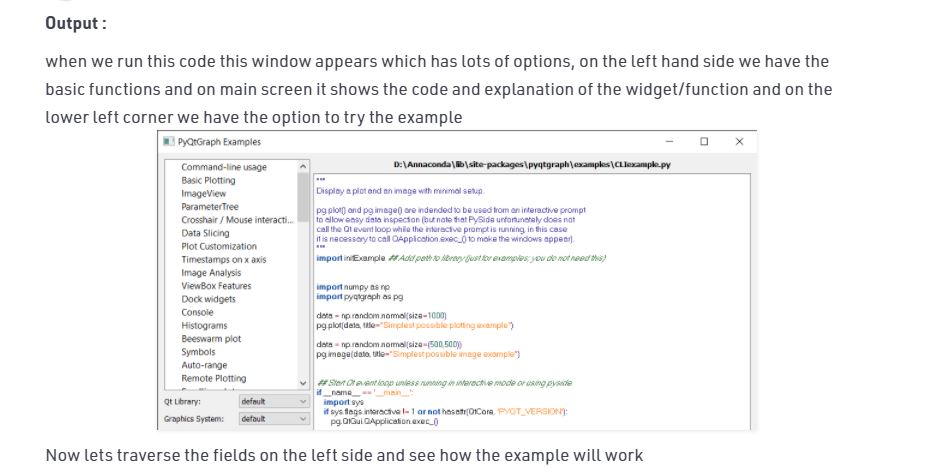 Output :
when we run this code this window appears which has lots of options, on the left hand side we have the
basic functions and on main screen it shows the code and explanation of the widget/function and on the
lower left corner we have the option to try the example
PyQtGraph Examples
Command-line usage
Basic Plotting
ImageView
ParameterTree
Crosshair / Mouse interacti...
Data Slicing
Plot Customization
Timestamps on x axis
Image Analysis
ViewBox Features
Dock widgets
Console
Histograms
Beeswarm plot
Symbols
Auto-range
Remote Plotting
Qt Library: default
Graphics System: default
D:\Annaconda\lib\site-packages\pyqtgraph\examples\CLIexample.py
"""
Display a plot and an image with minimal setup.
pg.plot() and pg.image() are indended to be used from an interactive prompt
to allow easy data inspection (but note that PySide unfortunately does not
call the Qt event loop while the interactive prompt is running, in this case
it is necessary to call QApplication.exec_() to make the windows appear).
"""
import initExample ## Add path to library (just for examples; you do not need this)
import numpy as np
import pyqtgraph as pg
data = np.random.normal(size=1000)
pg.plot(data, title="Simplest possible plotting example")
data = np.random.normal(size=(500,500))
pg.image(data, title="Simplest possible image example")
## Start Qt event loop unless running in interactive mode or using pyside.
if __name__ == '__main__':
import sys
if sys.flags.interactive != 1 or not hasattr(QtCore, 'PYQT_VERSION'):
pg.QtGui.QApplication.exec_()
Now lets traverse the fields on the left side and see how the example will work